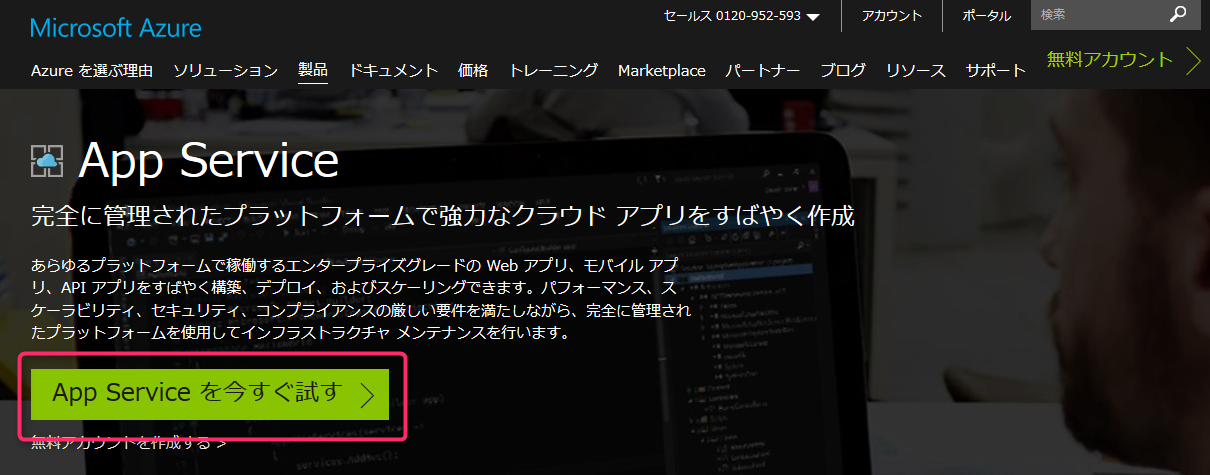 セールス 0120-952-593
アカウント
ポータル
検索
Microsoft Azure
無料アカウント
Azure を選ぶ理由 ソリューション 製品 ドキュメント 価格 トレーニング Marketplace パートナー ブログ リソース サポート
App Service
完全に管理されたプラットフォームで強力なクラウド アプリをすばやく作成
あらゆるプラットフォームで稼働するエンタープライズグレードの Web アプリ、モバイル アプ
リ、API アプリをすばやく構築、デプロイ、およびスケーリングできます。パフォーマンス、ス
ケーラビリティ、セキュリティ、コンプライアンスの厳しい要件を満たしながら、完全に管理され
たプラットフォームを使用してインフラストラクチャ メンテナンスを行います。
App Service を今すぐ試す
無料アカウントを作成する >